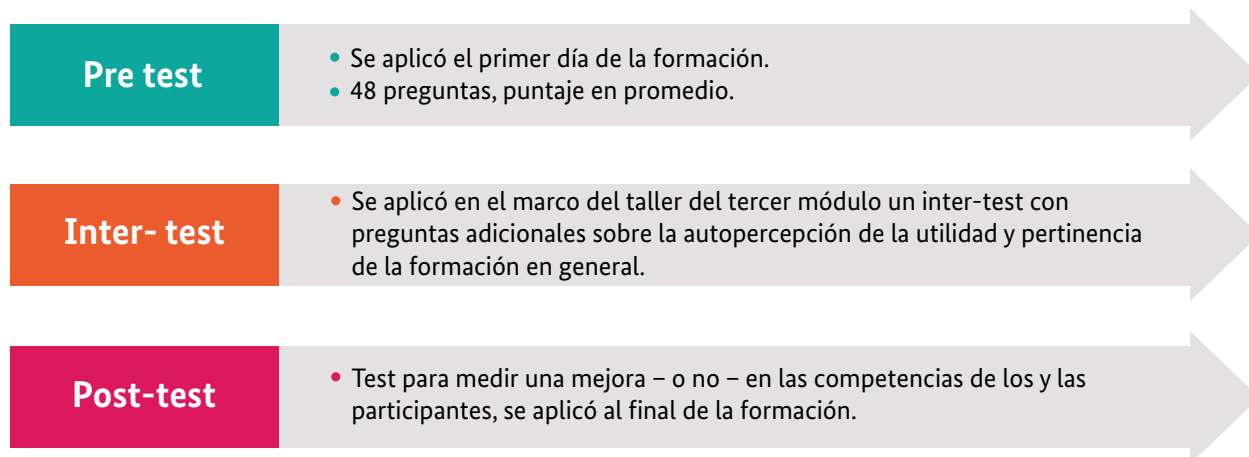 Pre test
• Se aplicó el primer día de la formación.
• 48 preguntas, puntaje en promedio.
Inter- test
• Se aplicó en el marco del taller del tercer módulo un inter-test con
preguntas adicionales sobre la autopercepción de la utilidad y pertinencia
de la formación en general.
Post-test
• Test para medir una mejora – o no – en las competencias de los y las
participantes, se aplicó al final de la formación.